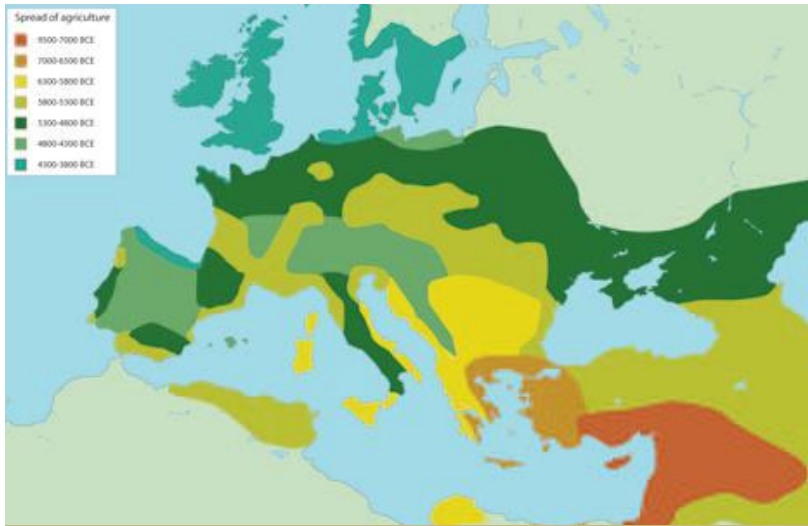 Spread of agriculture
9500-7000 BCE
7000-6500 BCE
6300-5800 BCE
5800-5300 BCE
5300-4800 BCE
4800-4300 BCE
4300-3800 BCE